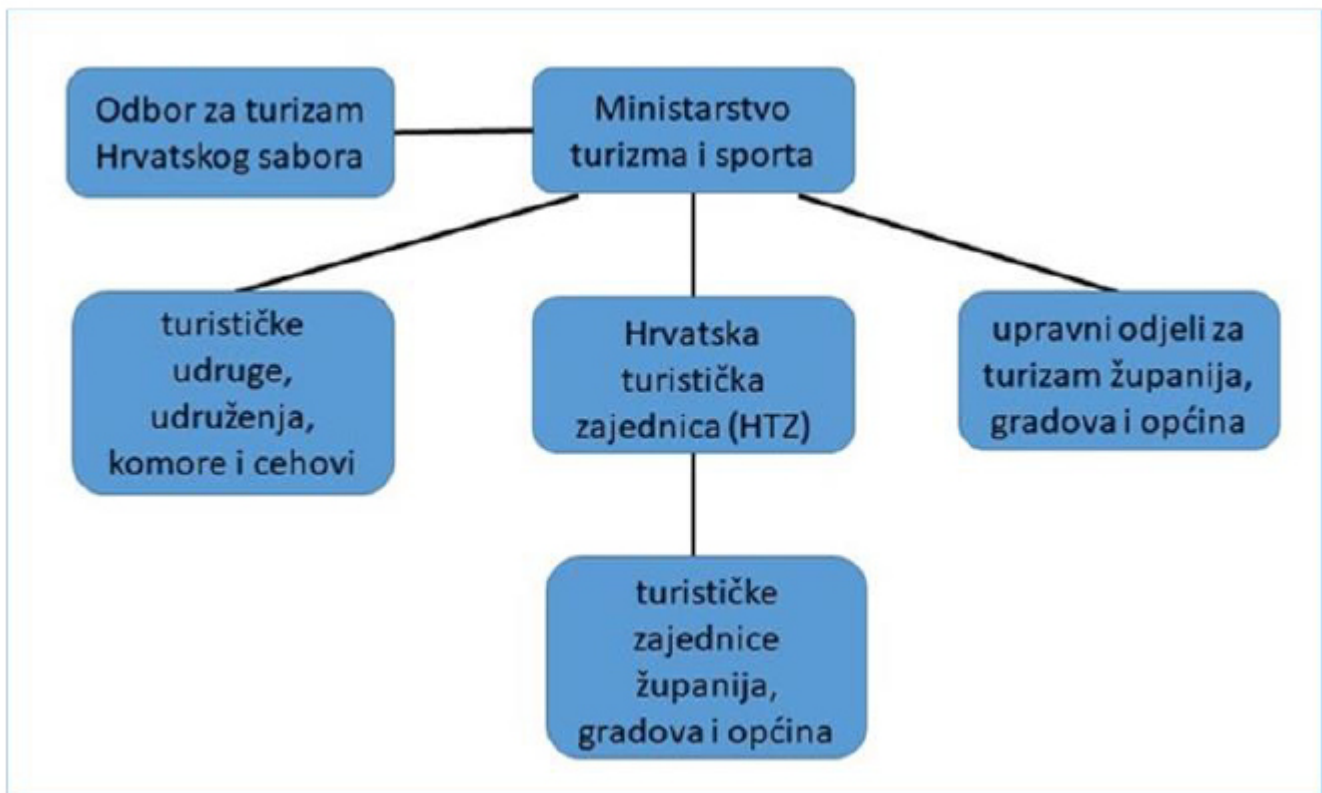 Odbor za turizam
Hrvatskog sabora
Ministarstvo
turizma i sporta
turističke
udruge,
udruženja,
komore i cehovi
Hrvatska
turistička
zajednica (HTZ)
upravni odjeli za
turizam županija,
gradova i općina
turističke
zajednice
županija,
gradova i općina